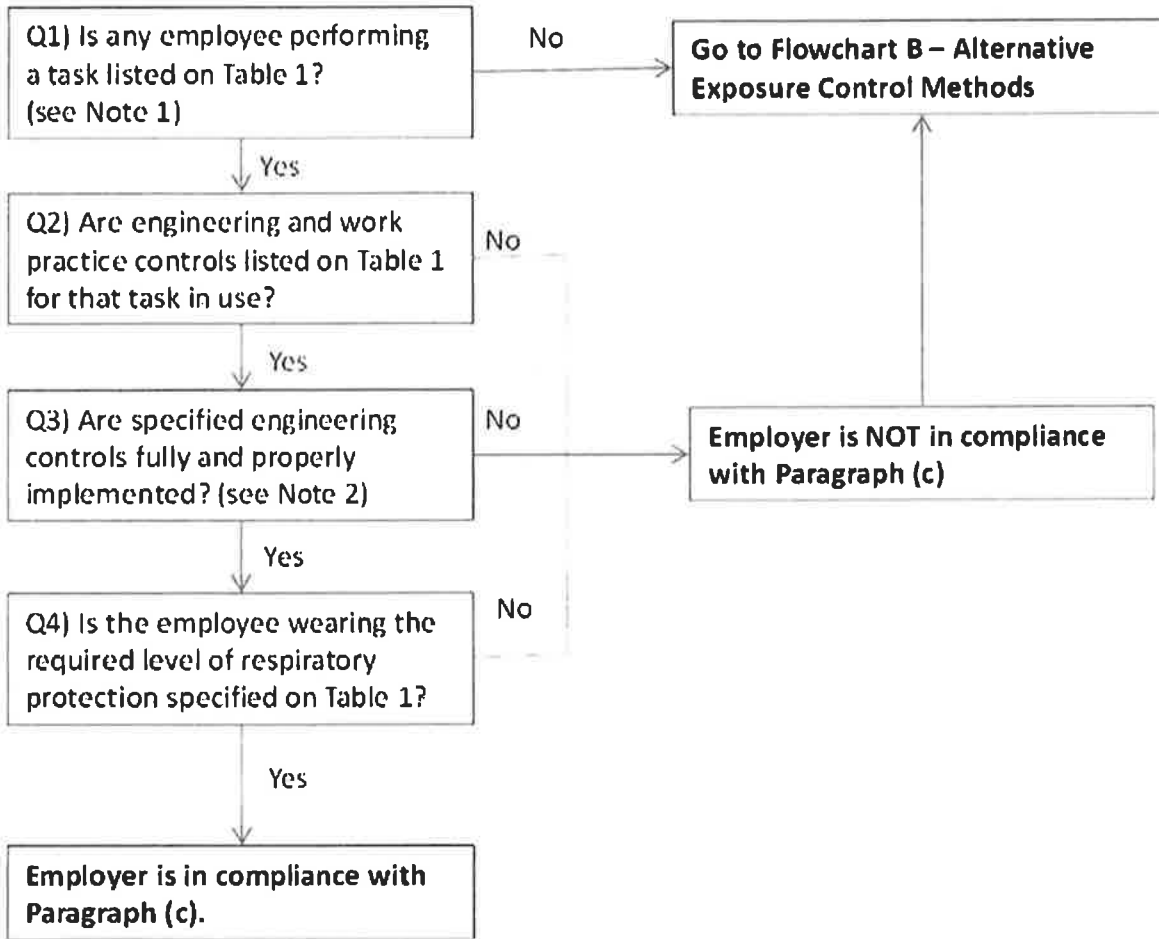 Q1) Is any employee performing
a task listed on Table 1?
(see Note 1)
No
Go to Flowchart B – Alternative
Exposure Control Methods
Yes
Q2) Are engineering and work
practice controls listed on Table 1
for that task in use?
No
Yes
Q3) Are specified engineering
controls fully and properly
implemented? (see Note 2)
No
Employer is NOT in compliance
with Paragraph (c)
Yes
Q4) Is the employee wearing the
required level of respiratory
protection specified on Table 1?
No
Yes
Employer is in compliance with
Paragraph (c).